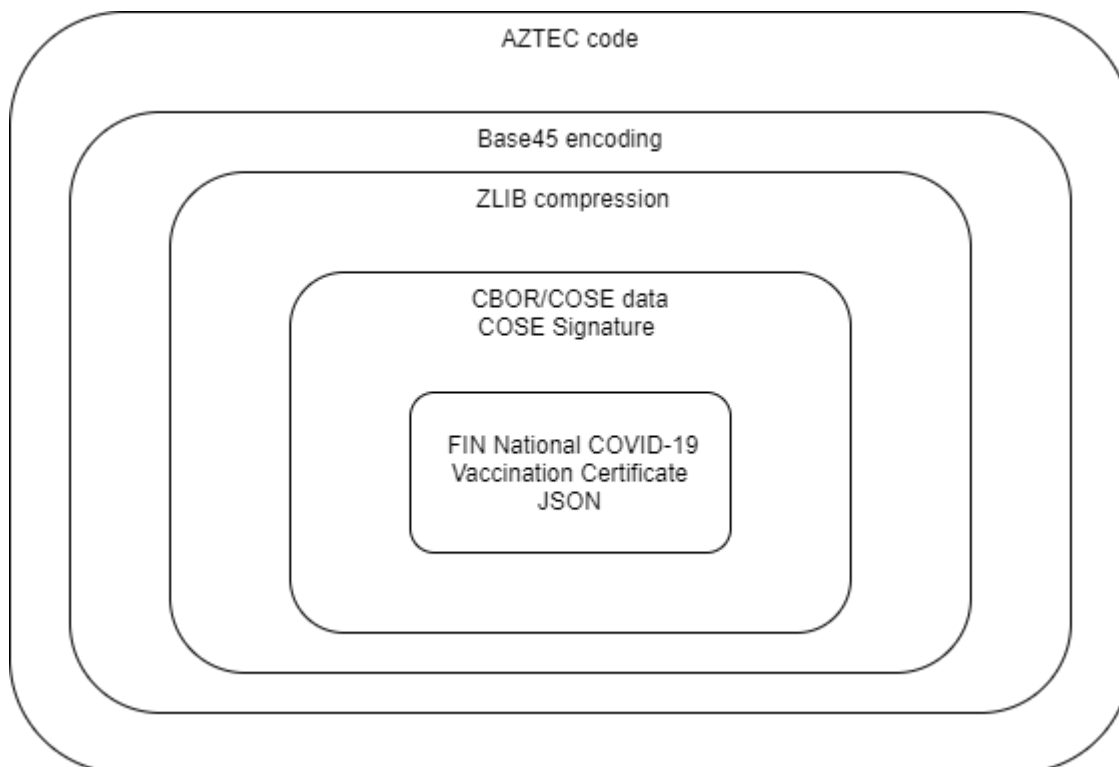 AZTEC code
Base45 encoding
ZLIB compression
CBOR/COSE data
COSE Signature
FIN National COVID-19
Vaccination Certificate
JSON